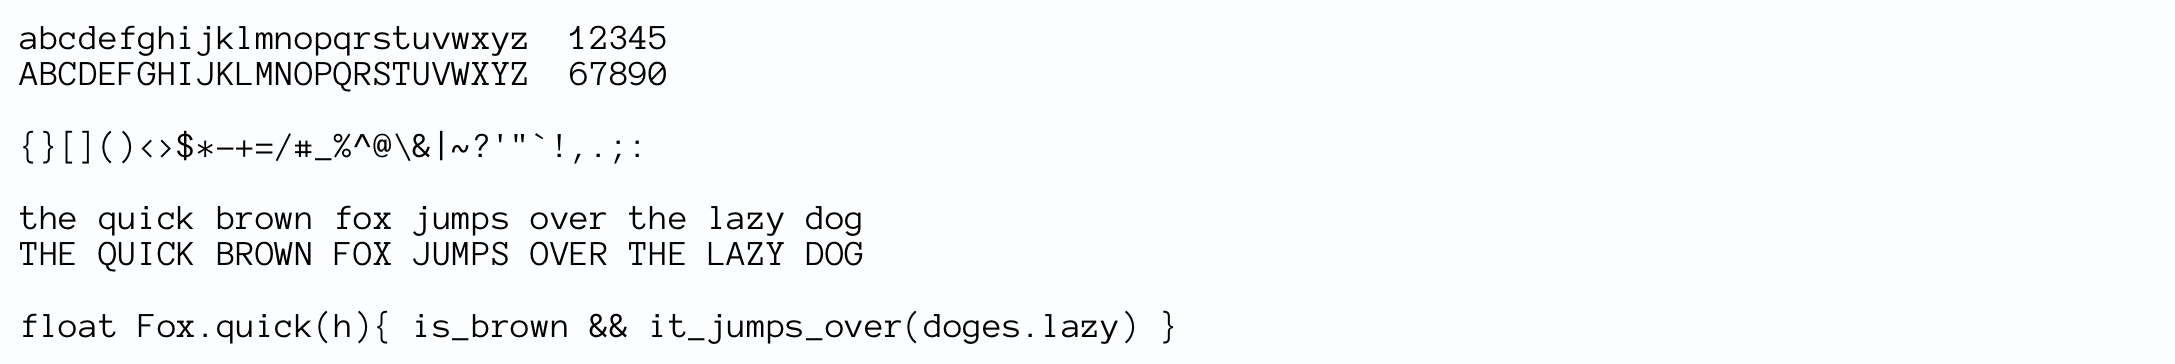 abcdefghijklmnopqrstuvwxyz  12345
ABCDEFGHIJKLMNOPQRSTUVWXYZ  67890
{}[]()<>$*-+=/#_%^@\&|~?'"`!,.;:
the quick brown fox jumps over the lazy dog
THE QUICK BROWN FOX JUMPS OVER THE LAZY DOG
float Fox.quick(h){ is_brown && it_jumps_over(doges.lazy) }